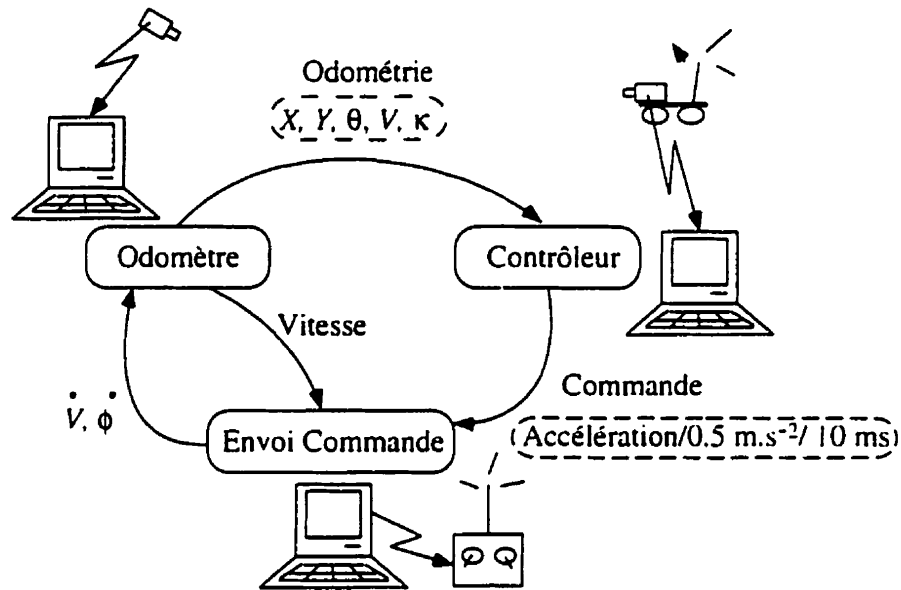 Odométrie
X, Y, θ, V, κ
Odomètre
Contrôleur
Vitesse
V̇, ϕ̇
Commande
Envoi Commande
Accélération/0.5 m.s⁻²/ 10 ms